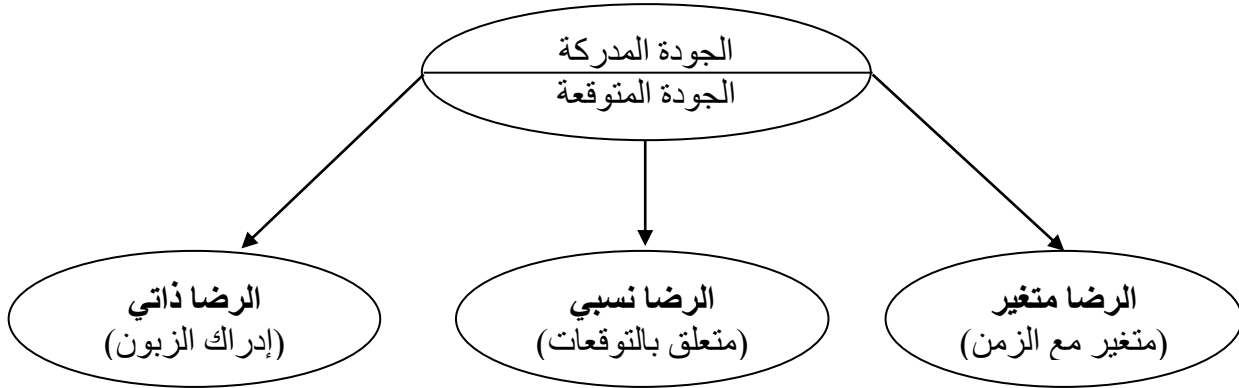 الجودة المدركة
الجودة المتوقعة
الرضا متغير
(متغير مع الزمن)
الرضا نسبي
(متعلق بالتوقعات)
الرضا ذاتي
(إدراك الزبون)